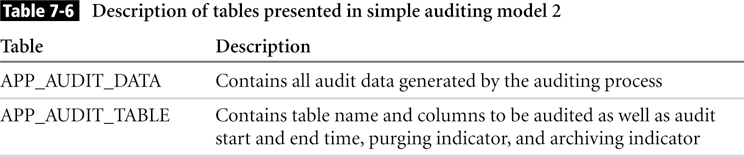 Table 7-6 Description of tables presented in simple auditing model 2
Table Description
APP_AUDIT_DATA Contains all audit data generated by the auditing process
APP_AUDIT_TABLE Contains table name and columns to be audited as well as audit
start and end time, purging indicator, and archiving indicator